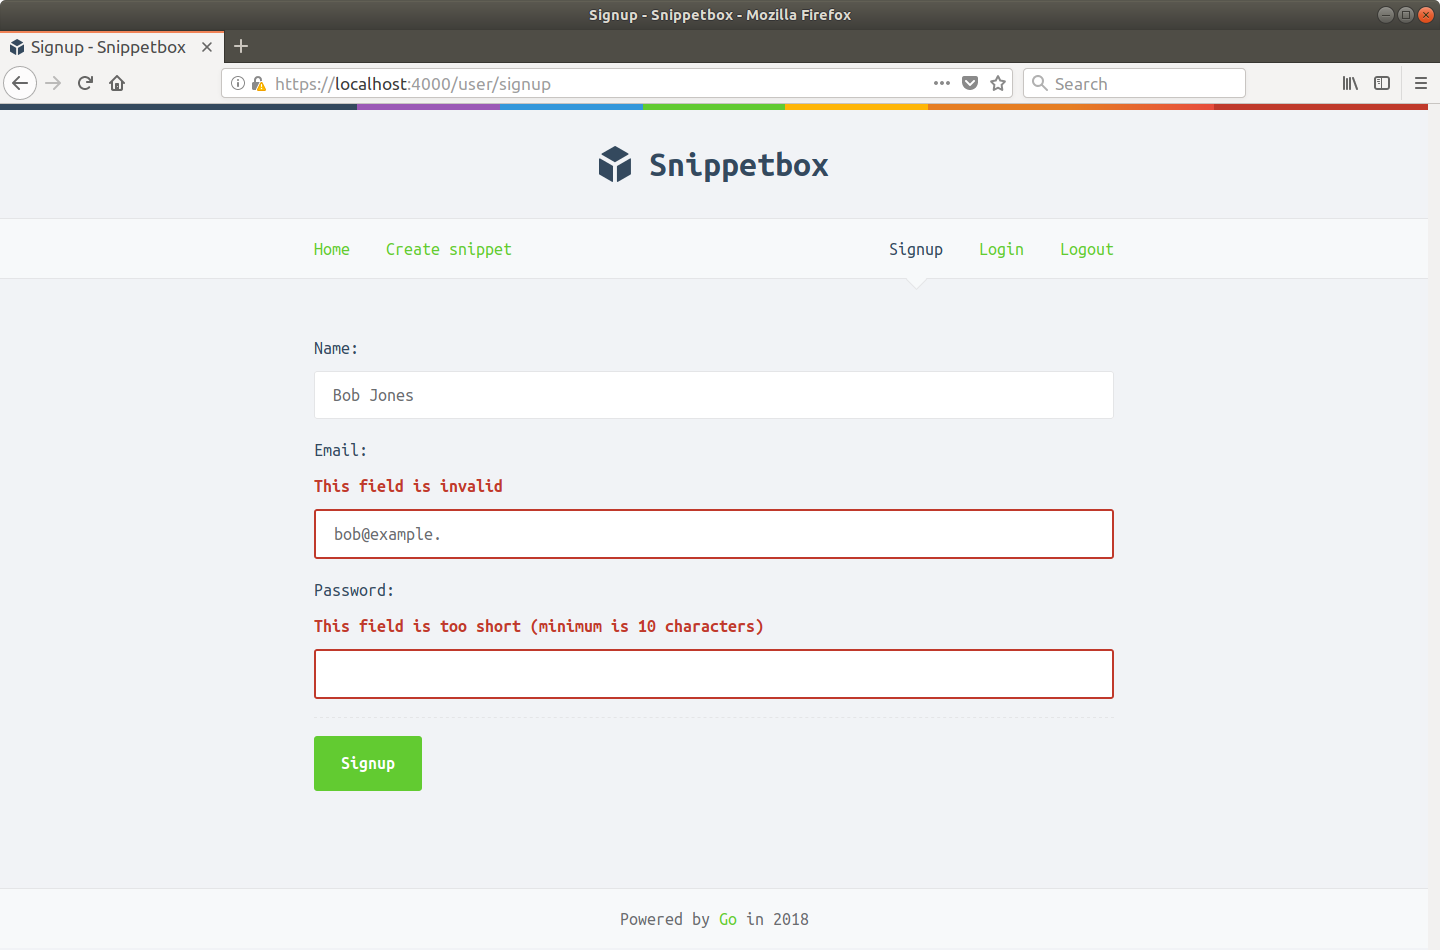 Signup - Snippetbox - Mozilla Firefox
Signup - Snippetbox
https://localhost:4000/user/signup
Search
Snippetbox
Home Create snippet Signup Login Logout
Name:
Bob Jones
Email:
This field is invalid
bob@example.
Password:
This field is too short (minimum is 10 characters)
Signup
Powered by Go in 2018